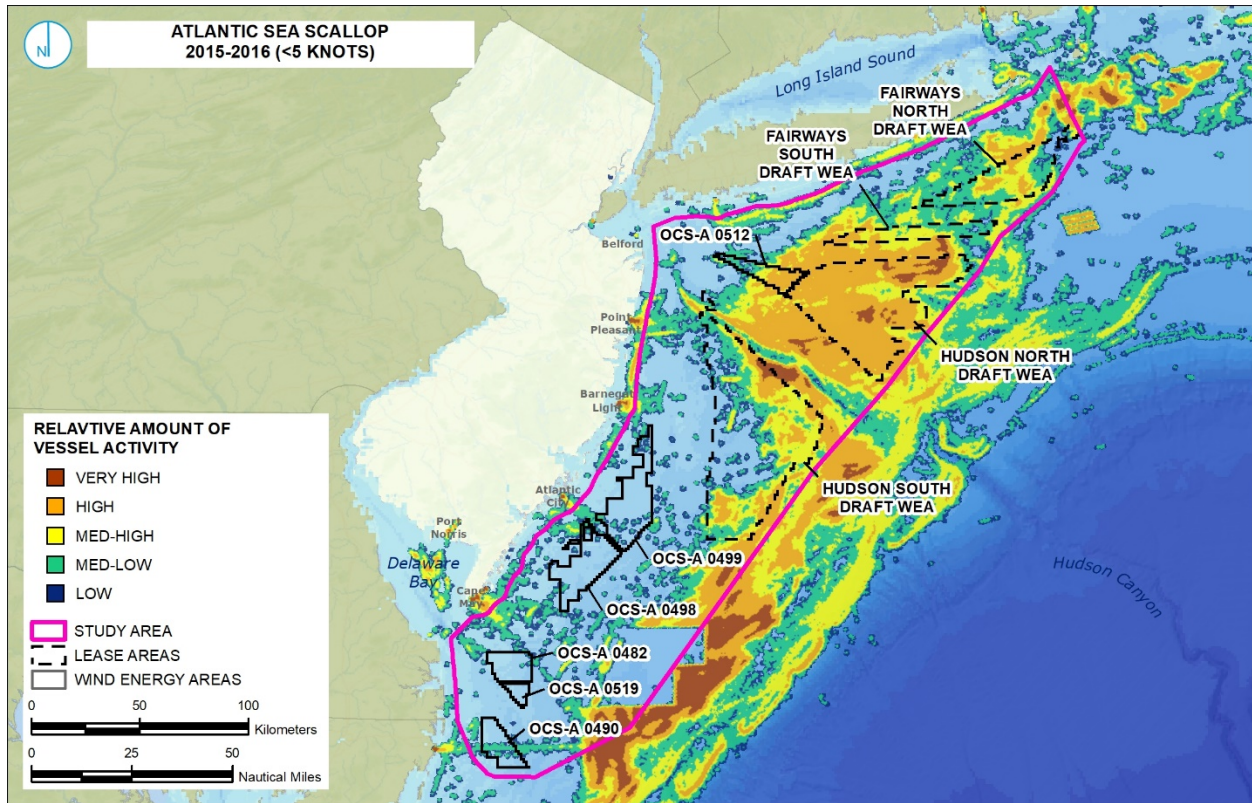 N
ATLANTIC SEA SCALLOP
2015-2016 (<5 KNOTS)
Long Island Sound
FAIRWAYS
NORTH
DRAFT WEA
FAIRWAYS
SOUTH
DRAFT WEA
OCS-A 0512
Belford
Point
Pleasant
HUDSON NORTH
DRAFT WEA
Barnegat
Light
HUDSON SOUTH
DRAFT WEA
Atlantic
City
Port
Norris
OCS-A 0499
Delaware
Bay
Cape
May
OCS-A 0498
Hudson Canyon
OCS-A 0482
OCS-A 0519
OCS-A 0490
RELAVTIVE AMOUNT OF
VESSEL ACTIVITY
VERY HIGH
HIGH
MED-HIGH
MED-LOW
LOW
STUDY AREA
LEASE AREAS
WIND ENERGY AREAS
0 50 100
Kilometers
0 25 50
Nautical Miles